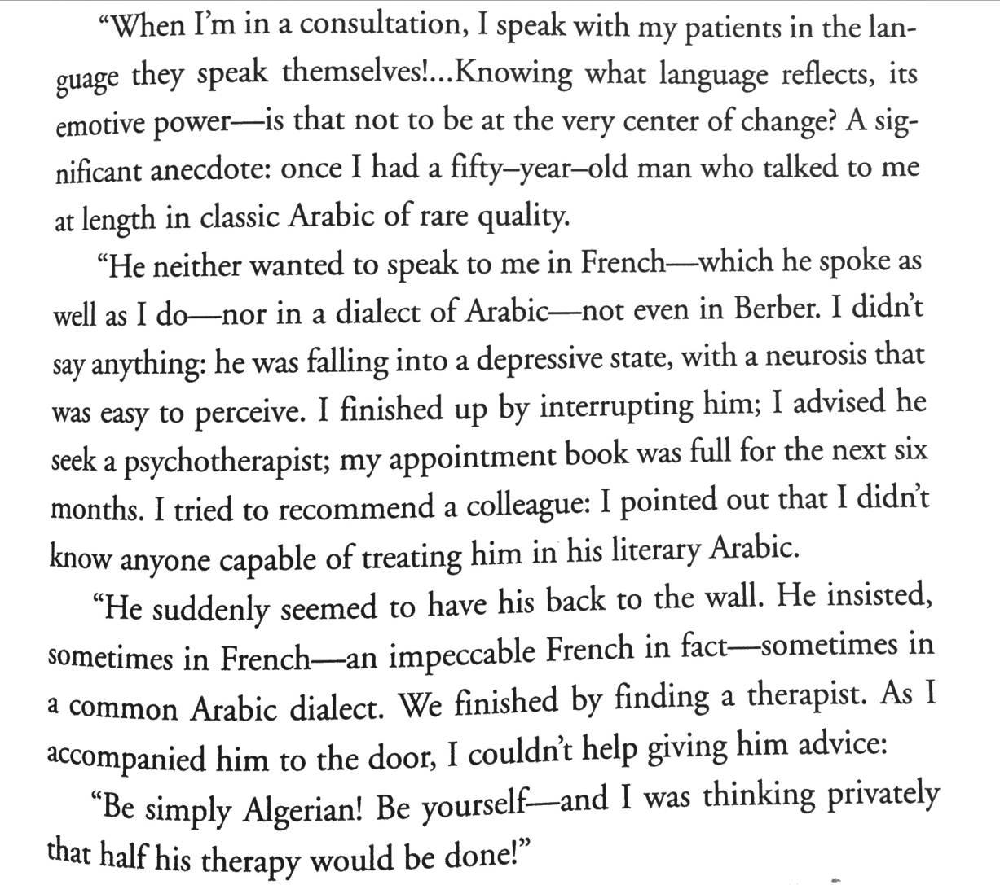 “When I’m in a consultation, I speak with my patients in the lan-
guage they speak themselves!...Knowing what language reflects, its
emotive power—is that not to be at the very center of change? A sig-
nificant anecdote: once I had a fifty–year–old man who talked to me
at length in classic Arabic of rare quality.
“He neither wanted to speak to me in French—which he spoke as
well as I do—nor in a dialect of Arabic—not even in Berber. I didn’t
say anything: he was falling into a depressive state, with a neurosis that
was easy to perceive. I finished up by interrupting him; I advised he
seek a psychotherapist; my appointment book was full for the next six
months. I tried to recommend a colleague: I pointed out that I didn’t
know anyone capable of treating him in his literary Arabic.
“He suddenly seemed to have his back to the wall. He insisted,
sometimes in French—an impeccable French in fact—sometimes in
a common Arabic dialect. We finished by finding a therapist. As I
accompanied him to the door, I couldn’t help giving him advice:
“Be simply Algerian! Be yourself—and I was thinking privately
that half his therapy would be done!”